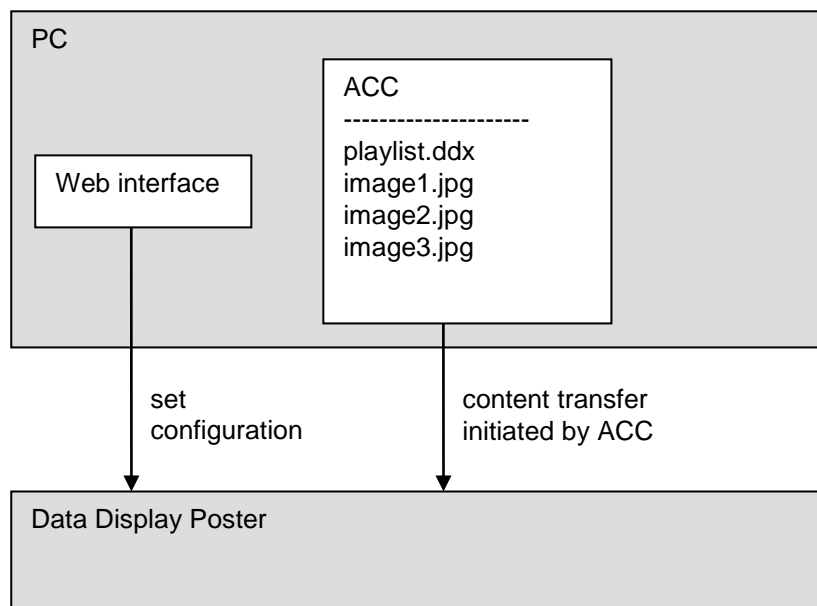 PC
ACC
---------------------
playlist.ddx
image1.jpg
image2.jpg
image3.jpg
Web interface
set
configuration
content transfer
initiated by ACC
Data Display Poster